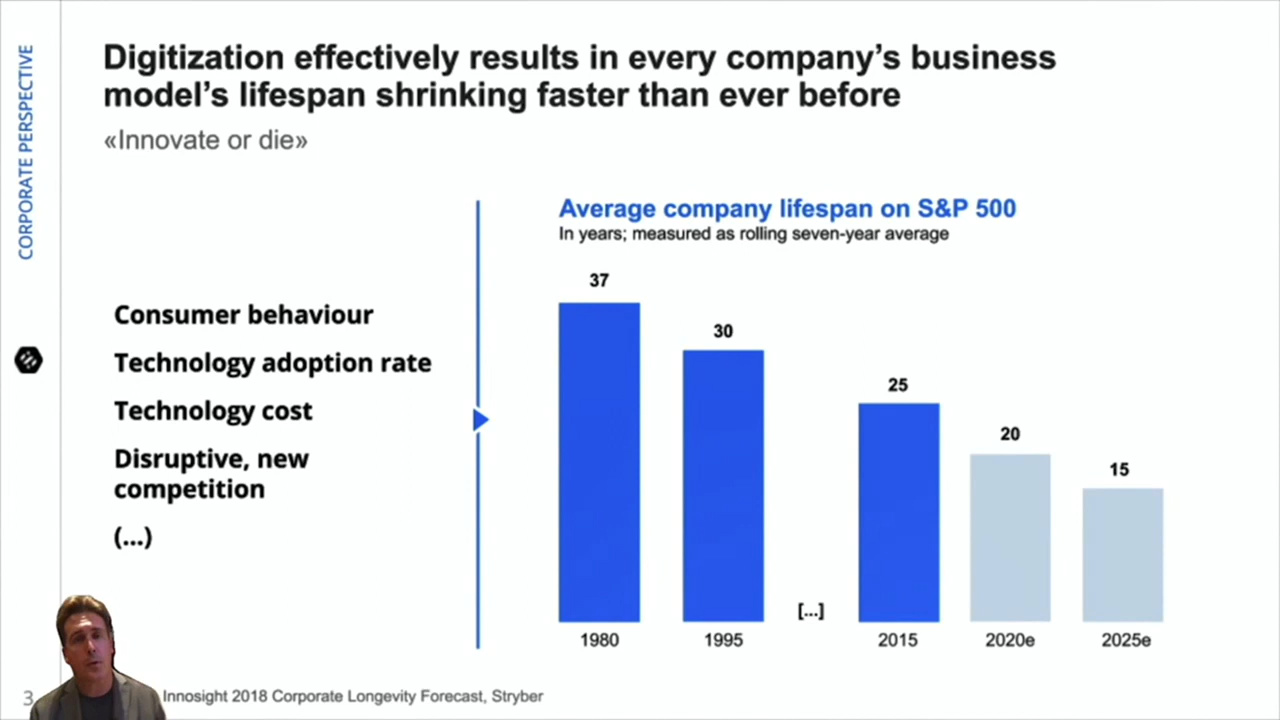 CORPORATE PERSPECTIVE
Digitization effectively results in every company’s business
model’s lifespan shrinking faster than ever before
«Innovate or die»
Consumer behaviour
Technology adoption rate
Technology cost
Disruptive, new
competition
(...)
Average company lifespan on S&P 500
In years; measured as rolling seven-year average
37
30
25
20
15
[...]
1980
1995
2015
2020e
2025e
3
Innosight 2018 Corporate Longevity Forecast, Stryber